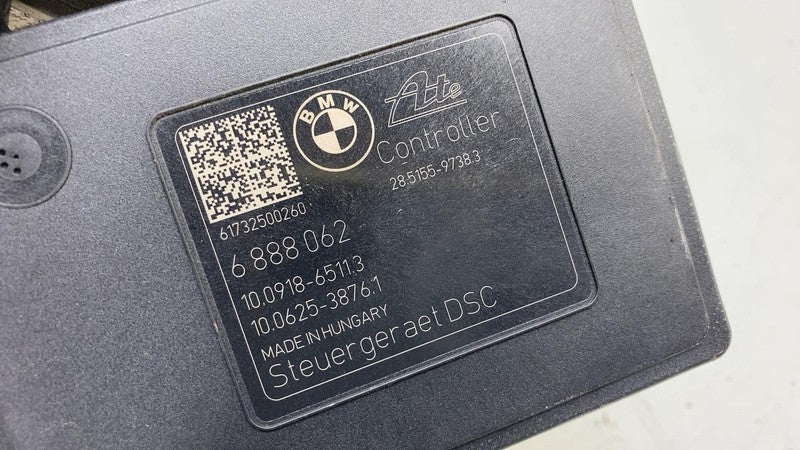 BMW
Ate
Controller
28.5155-9738.3
61732500260
6 888 062
10.0918-6511.3
10.0625-3876.1
MADE IN HUNGARY
Steuergeraet DSC